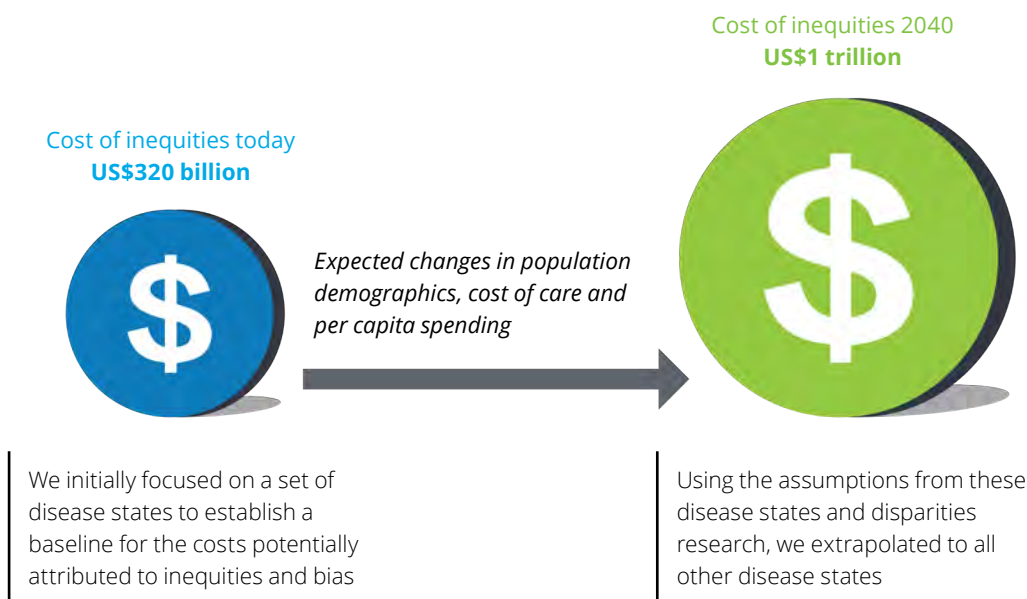 Cost of inequities 2040
US$1 trillion
Cost of inequities today
US$320 billion
$
$
Expected changes in population
demographics, cost of care and
per capita spending
We initially focused on a set of
disease states to establish a
baseline for the costs potentially
attributed to inequities and bias
Using the assumptions from these
disease states and disparities
research, we extrapolated to all
other disease states